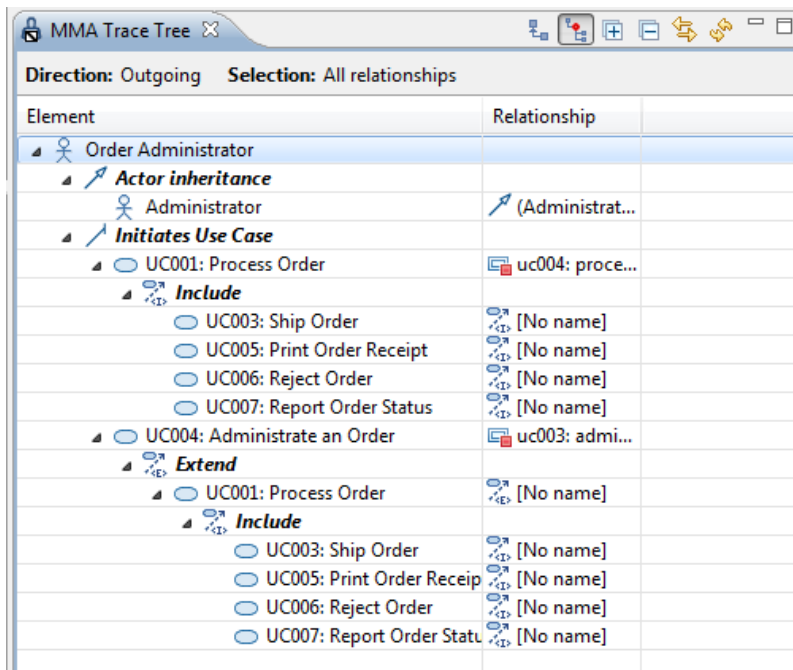 MMA Trace Tree
Direction: Outgoing Selection: All relationships
Element Relationship
Order Administrator
Actor inheritance
Administrator (Administrat...
Initiates Use Case
UC001: Process Order uc004: proce...
Include
UC003: Ship Order [No name]
UC005: Print Order Receipt [No name]
UC006: Reject Order [No name]
UC007: Report Order Status [No name]
UC004: Administrate an Order uc003: admi...
Extend
UC001: Process Order [No name]
Include
UC003: Ship Order [No name]
UC005: Print Order Receip [No name]
UC006: Reject Order [No name]
UC007: Report Order Statu [No name]